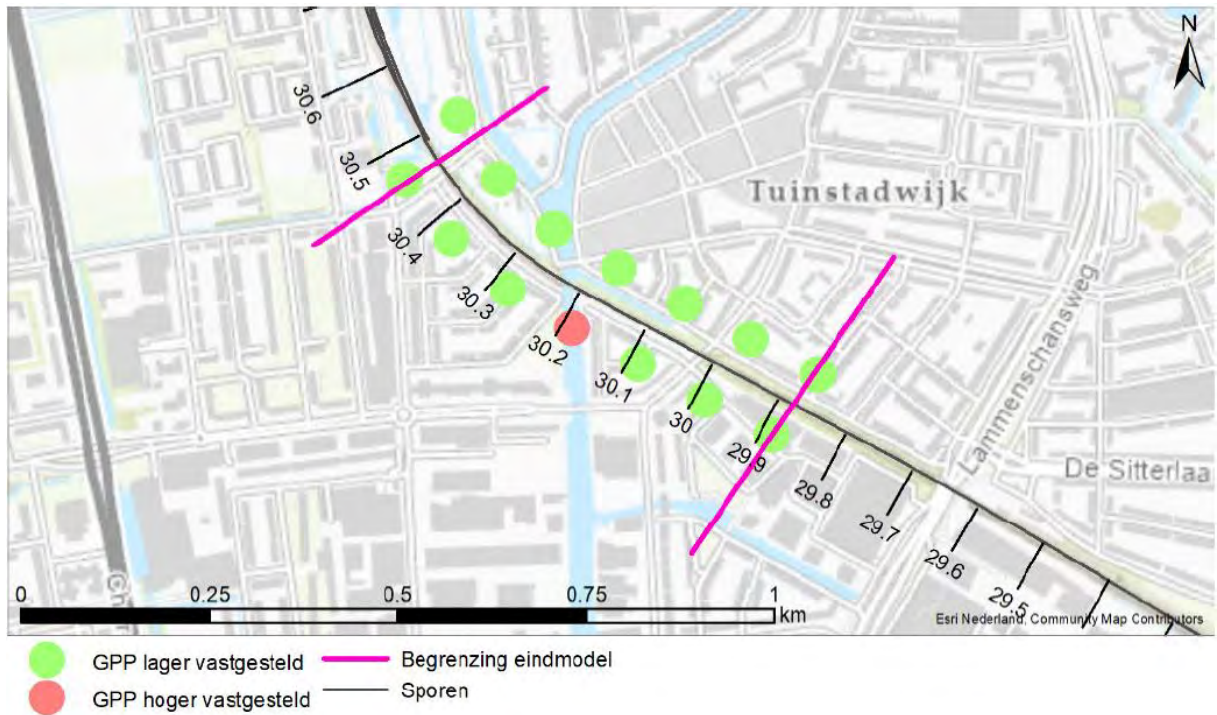 N
30.6
30.5
30.4
30.3
30.2
30.1
30
29.9
29.8
29.7
29.6
29.5
Tuinstadwijk
Lammenschansweg
De Sitterlaa
0 0.25 0.5 0.75 1
km
Esri Nederland, Community Map Contributors
GPP lager vastgesteld
Begrenzing eindmodel
GPP hoger vastgesteld
Sporen